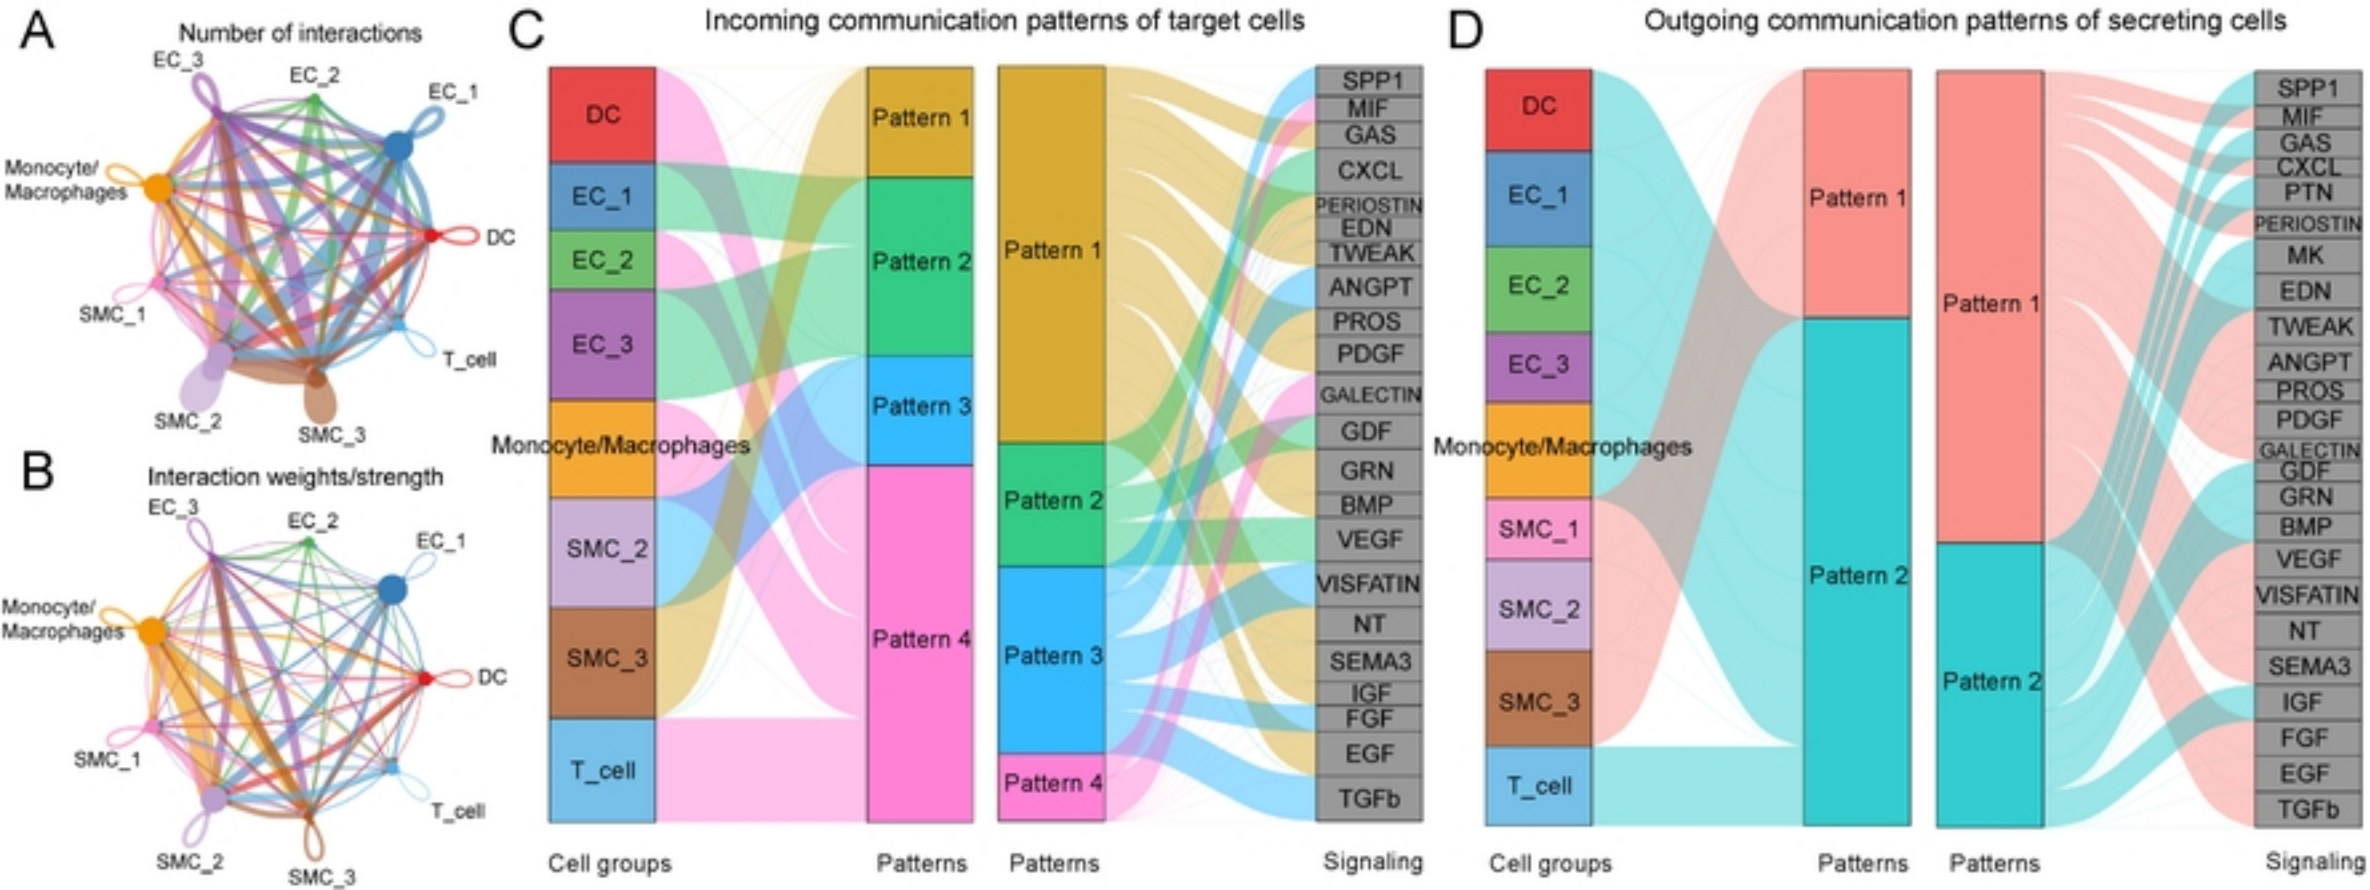 A
Number of interactions
EC_3
EC_2
EC_1
Monocyte/
Macrophages
DC
SMC_1
T_cell
SMC_2
SMC_3
B
Interaction weights/strength
EC_3
EC_2
EC_1
Monocyte/
Macrophages
DC
SMC_1
T_cell
SMC_2
SMC_3
C
Incoming communication patterns of target cells
DC
EC_1
EC_2
EC_3
Monocyte/Macrophages
SMC_2
SMC_3
T_cell
Cell groups
Pattern 1
Pattern 2
Pattern 3
Pattern 4
Patterns
Pattern 1
Pattern 2
Pattern 3
Pattern 4
Patterns
SPP1
MIF
GAS
CXCL
PERIOSTIN
EDN
TWEAK
ANGPT
PROS
PDGF
GALECTIN
GDF
GRN
BMP
VEGF
VISFATIN
NT
SEMA3
IGF
FGF
EGF
TGFb
Signaling
D
Outgoing communication patterns of secreting cells
DC
EC_1
EC_2
EC_3
Monocyte/Macrophages
SMC_1
SMC_2
SMC_3
T_cell
Cell groups
Pattern 1
Pattern 2
Patterns
Pattern 1
Pattern 2
Patterns
SPP1
MIF
GAS
CXCL
PTN
PERIOSTIN
MK
EDN
TWEAK
ANGPT
PROS
PDGF
GALECTIN
GDF
GRN
BMP
VEGF
VISFATIN
NT
SEMA3
IGF
FGF
EGF
TGFb
Signaling